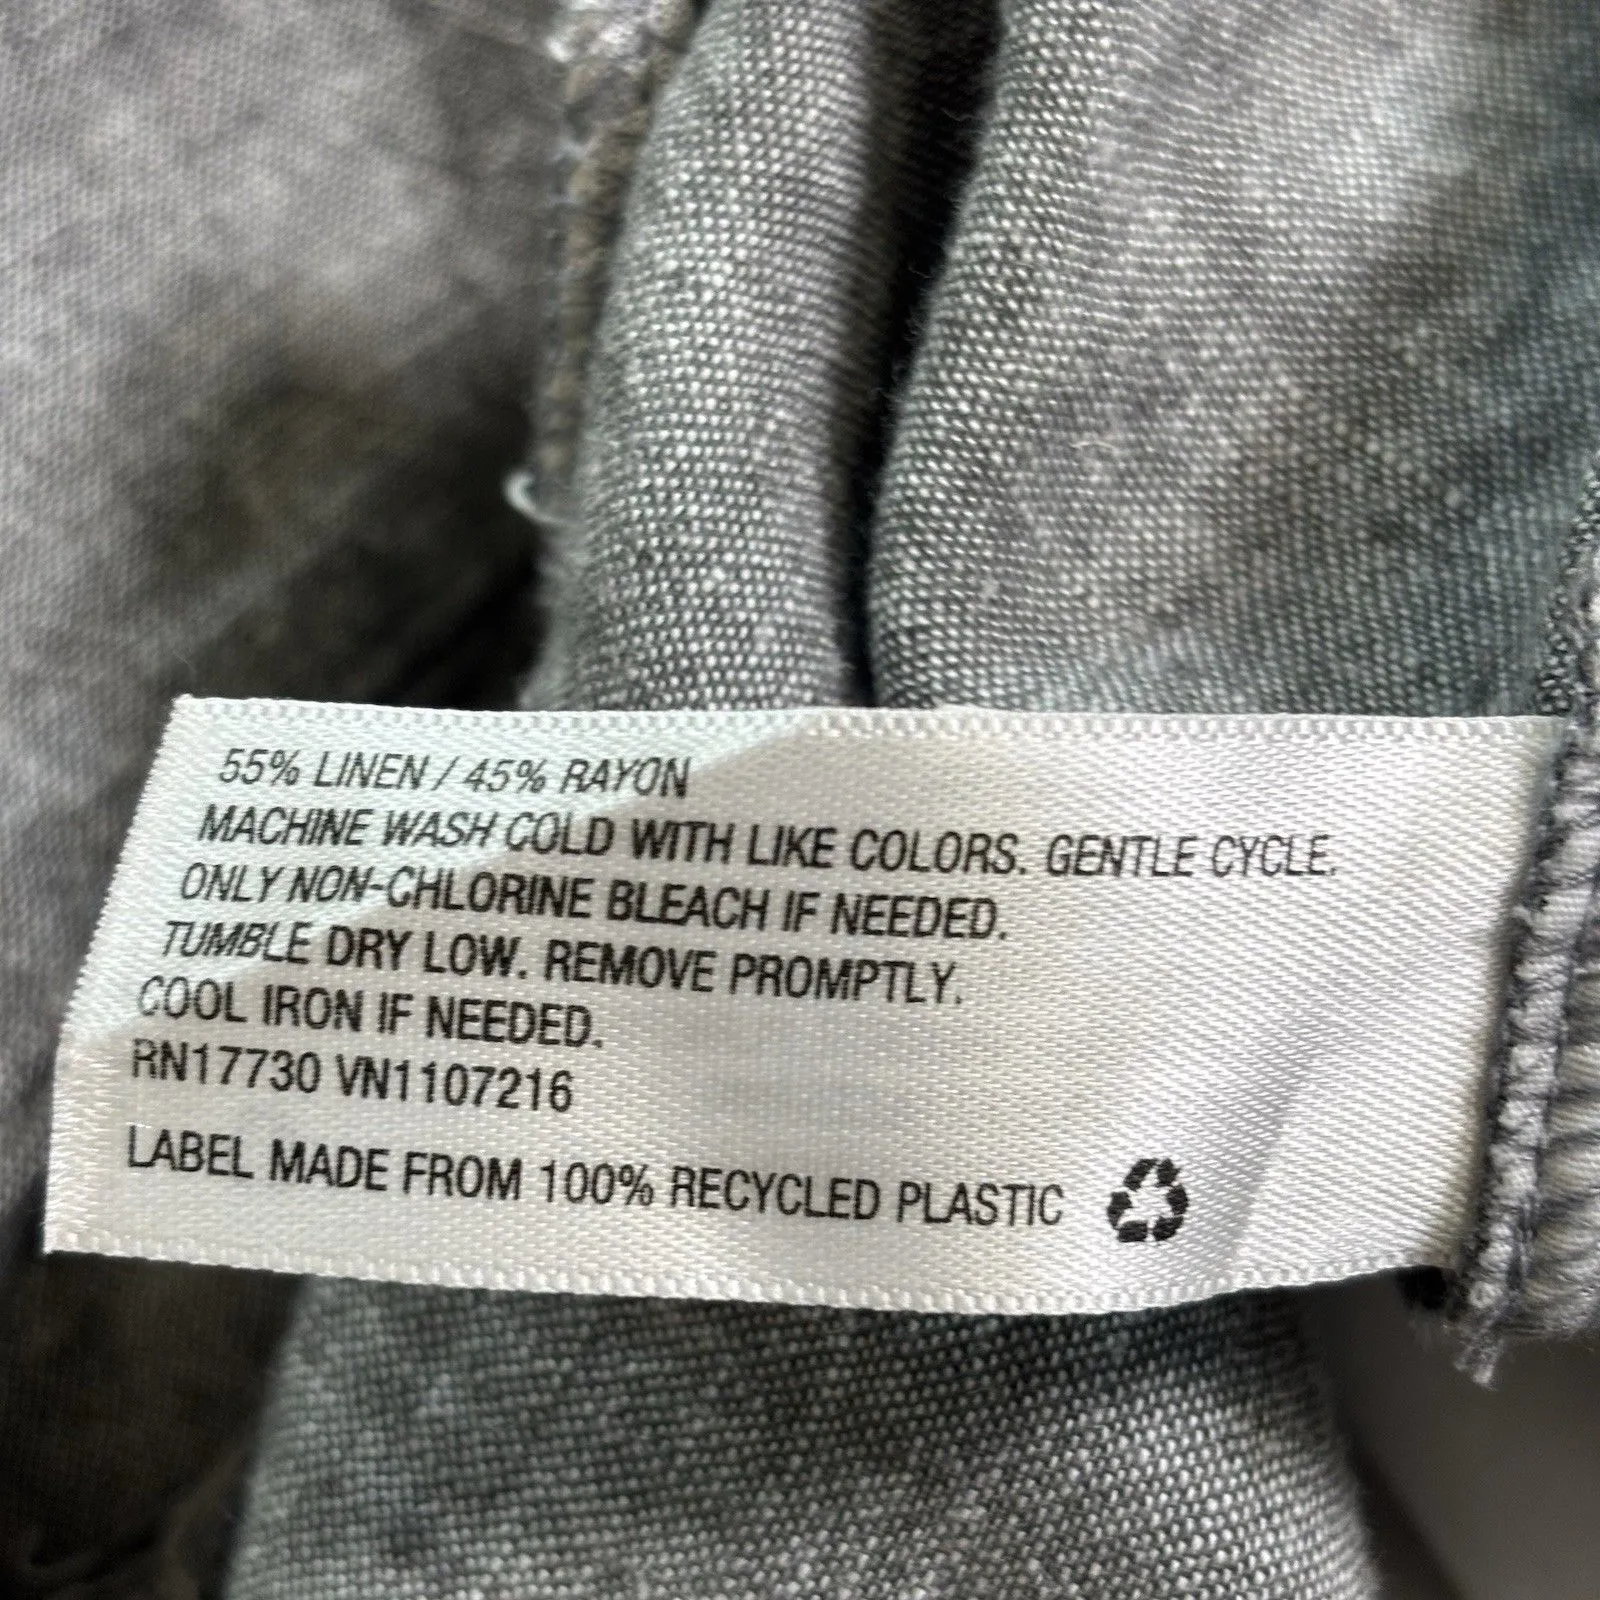 55% LINEN / 45% RAYON
MACHINE WASH COLD WITH LIKE COLORS. GENTLE CYCLE.
ONLY NON-CHLORINE BLEACH IF NEEDED.
TUMBLE DRY LOW. REMOVE PROMPTLY.
COOL IRON IF NEEDED.
RN17730 VN1107216
LABEL MADE FROM 100% RECYCLED PLASTIC